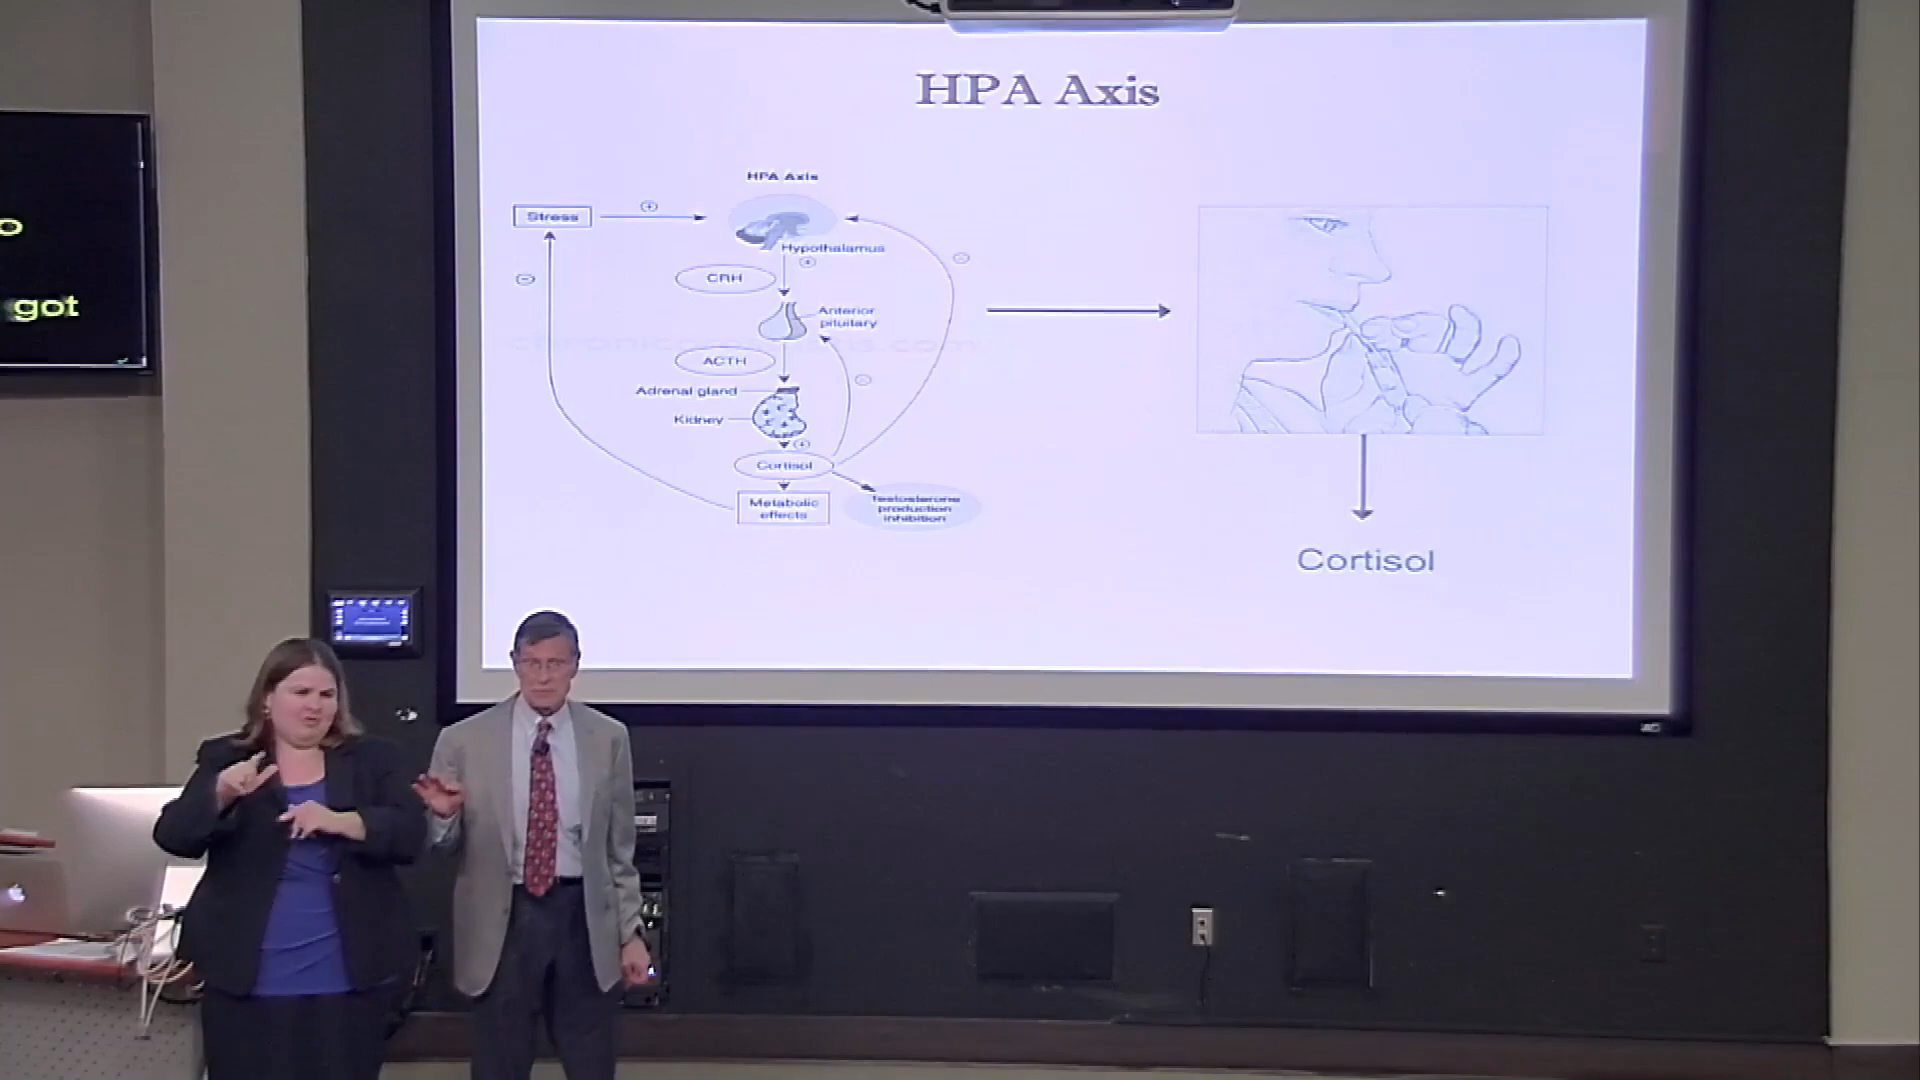 HPA Axis
HPA Axis
Stress
Hypothalamus
CRH
Anterior
pituitary
ACTH
Adrenal gland
Kidney
Cortisol
Metabolic
effects
Testosterone
production
inhibition
Cortisol
o
got